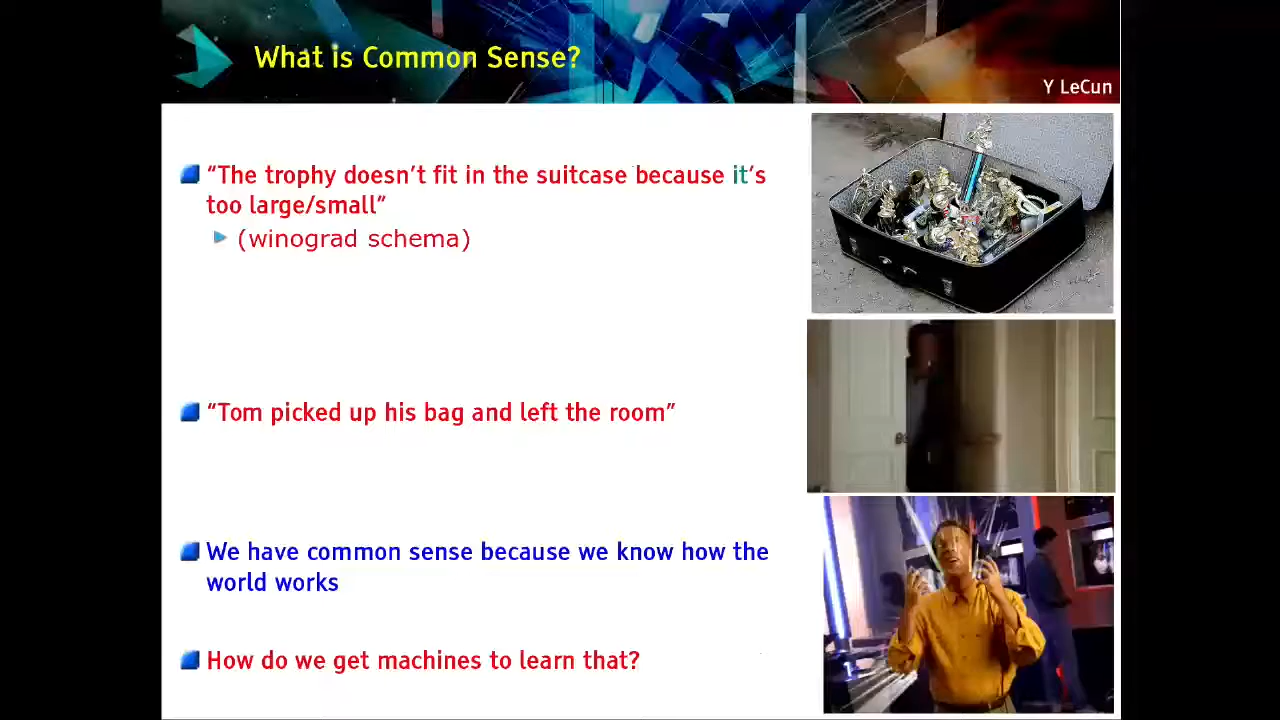 What is Common Sense?
Y LeCun
“The trophy doesn’t fit in the suitcase because it’s
too large/small”
(winograd schema)
“Tom picked up his bag and left the room”
We have common sense because we know how the
world works
How do we get machines to learn that?